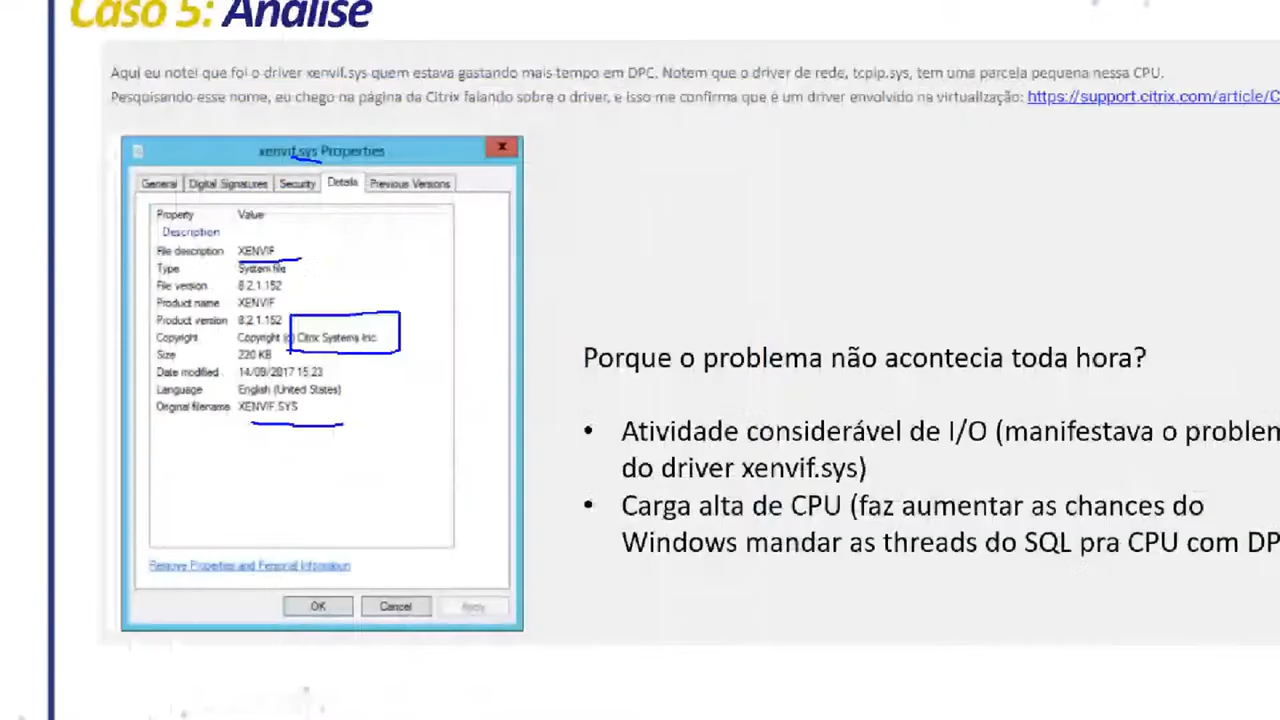 Caso 5: Análise
Aqui eu notei que foi o driver xenvif.sys quem estava gastando mais tempo em DPC. Notem que o driver de rede, tcpip.sys, tem uma parcela pequena nessa CPU.
Pesquisando esse nome, eu chego na página da Citrix falando sobre o driver, e isso me confirma que é um driver envolvido na virtualização: https://support.citrix.com/article/C
xenvif.sys Properties
x
General Digital Signatures Security Details Previous Versions
Property Value
Description
File description XENVIF
Type System file
File version 8.2.1.152
Product name XENVIF
Product version 8.2.1.152
Copyright Copyright (c) Citrix Systems Inc.
Size 220 KB
Date modified 14/09/2017 15:23
Language English (United States)
Original filename XENVIF.SYS
Remove Properties and Personal Information
OK Cancel Apply
Porque o problema não acontecia toda hora?
• Atividade considerável de I/O (manifestava o problem
do driver xenvif.sys)
• Carga alta de CPU (faz aumentar as chances do
Windows mandar as threads do SQL pra CPU com DP